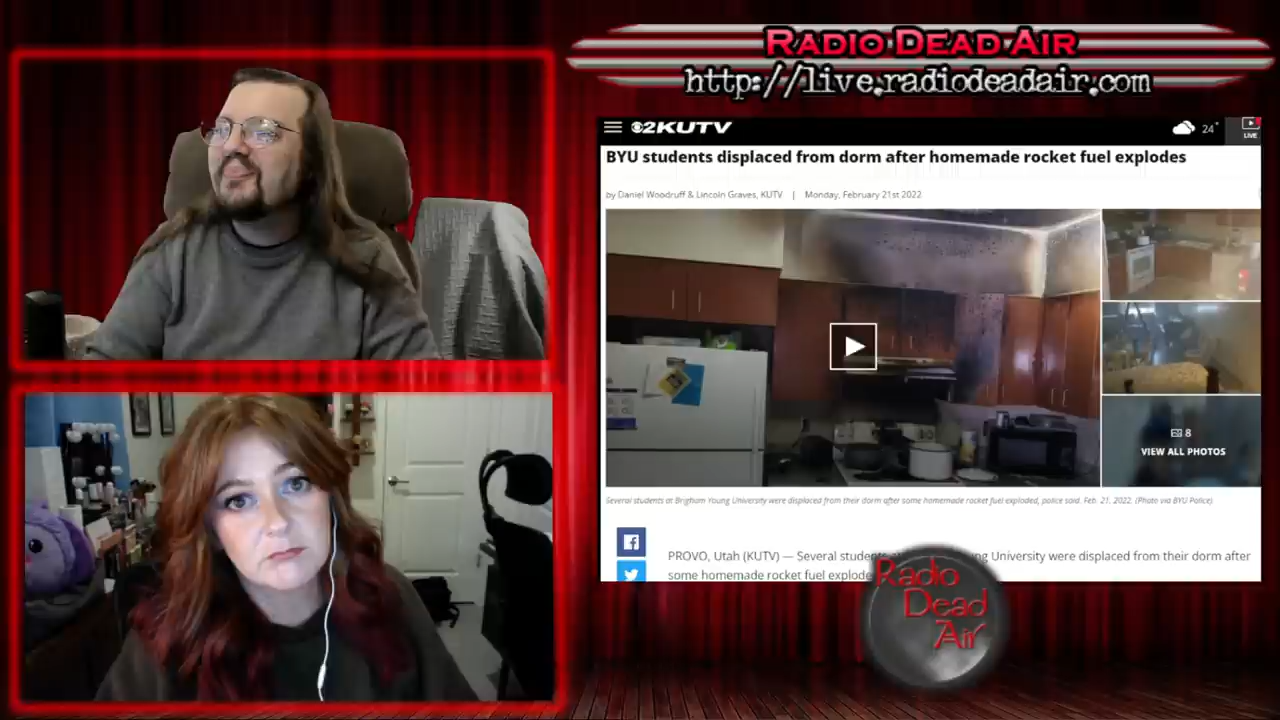 RADIO DEAD AIR
http://live.radiodeadair.com
2KUTV
24°
LIVE
BYU students displaced from dorm after homemade rocket fuel explodes
by Daniel Woodruff & Lincoln Graves, KUTV | Monday, February 21st 2022
8
VIEW ALL PHOTOS
Several students at Brigham Young University were displaced from their dorm after some homemade rocket fuel exploded, police said. Feb. 21, 2022. (Photo via BYU Police)
PROVO, Utah (KUTV) — Several students University were displaced from their dorm after
some homemade rocket fuel
Radio
Dead
Air